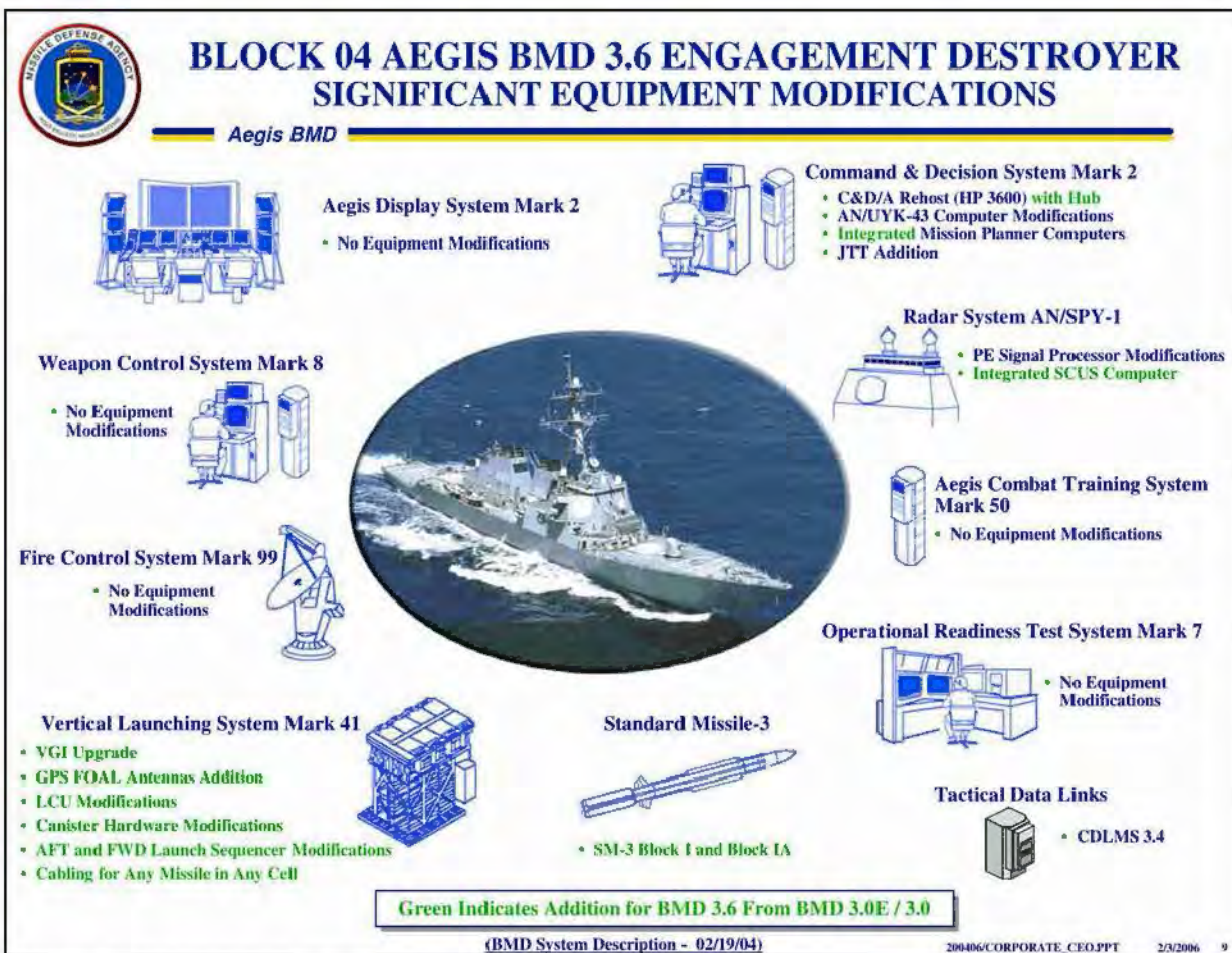 MISSILE DEFENSE AGENCY
BLOCK 04 AEGIS BMD 3.6 ENGAGEMENT DESTROYER
SIGNIFICANT EQUIPMENT MODIFICATIONS
Aegis BMD
Aegis Display System Mark 2
• No Equipment Modifications
Command & Decision System Mark 2
• C&D/A Rehost (HP 3600) with Hub
• AN/UYK-43 Computer Modifications
• Integrated Mission Planner Computers
• JTT Addition
Radar System AN/SPY-1
• PE Signal Processor Modifications
• Integrated SCUS Computer
Weapon Control System Mark 8
• No Equipment
Modifications
Aegis Combat Training System
Mark 50
• No Equipment Modifications
Fire Control System Mark 99
• No Equipment
Modifications
Operational Readiness Test System Mark 7
• No Equipment
Modifications
Vertical Launching System Mark 41
• VGI Upgrade
• GPS FOAL Antennas Addition
• LCU Modifications
• Canister Hardware Modifications
• AFT and FWD Launch Sequencer Modifications
• Cabling for Any Missile in Any Cell
Standard Missile-3
• SM-3 Block I and Block IA
Tactical Data Links
• CDLMS 3.4
Green Indicates Addition for BMD 3.6 From BMD 3.0E / 3.0
(BMD System Description - 02/19/04)
200406/CORPORATE_CEO.PPT 2/3/2006 9